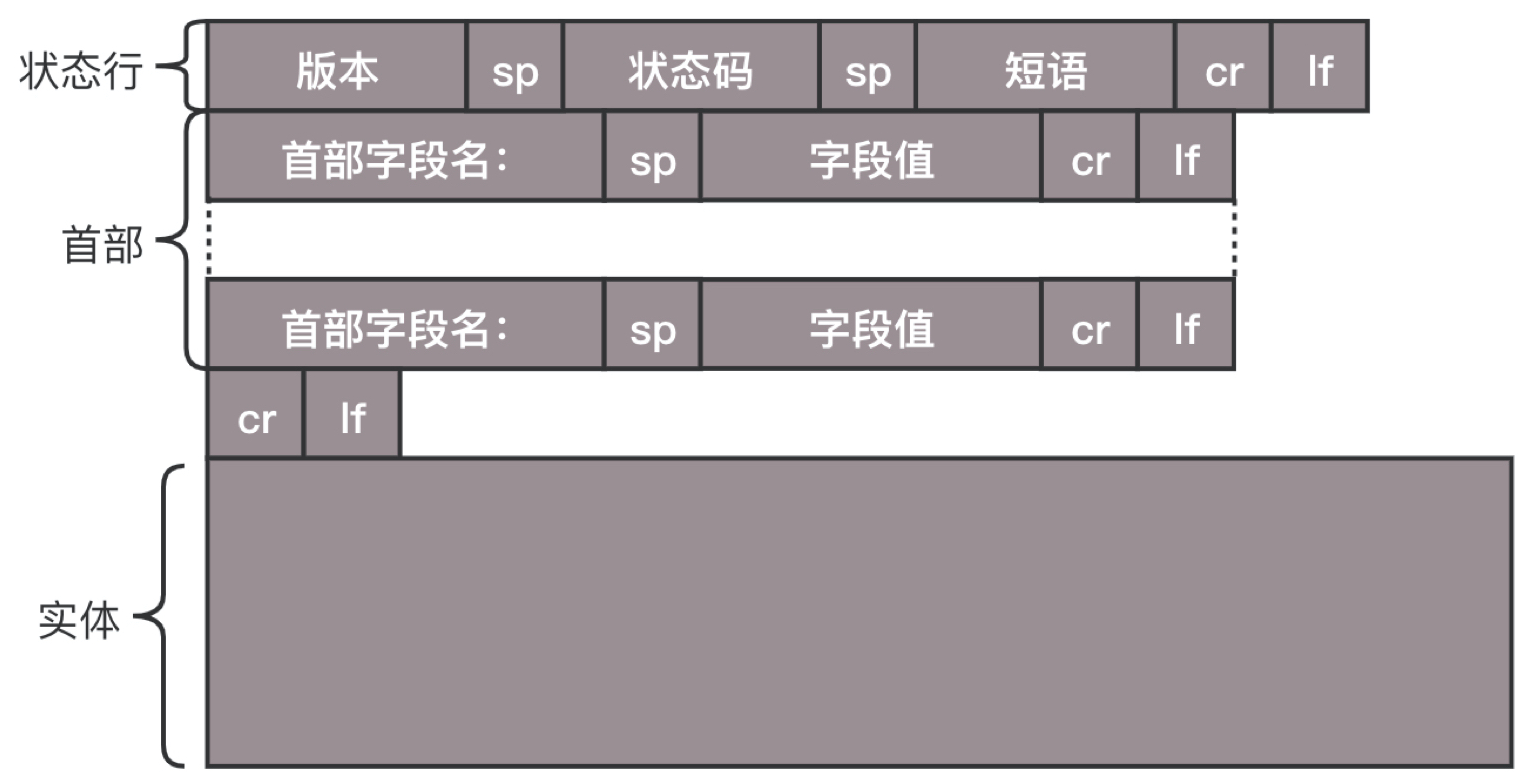 状态行 版本 sp 状态码 sp 短语 cr lf
首部字段名： sp 字段值 cr lf
首部
首部字段名： sp 字段值 cr lf
cr lf
实体